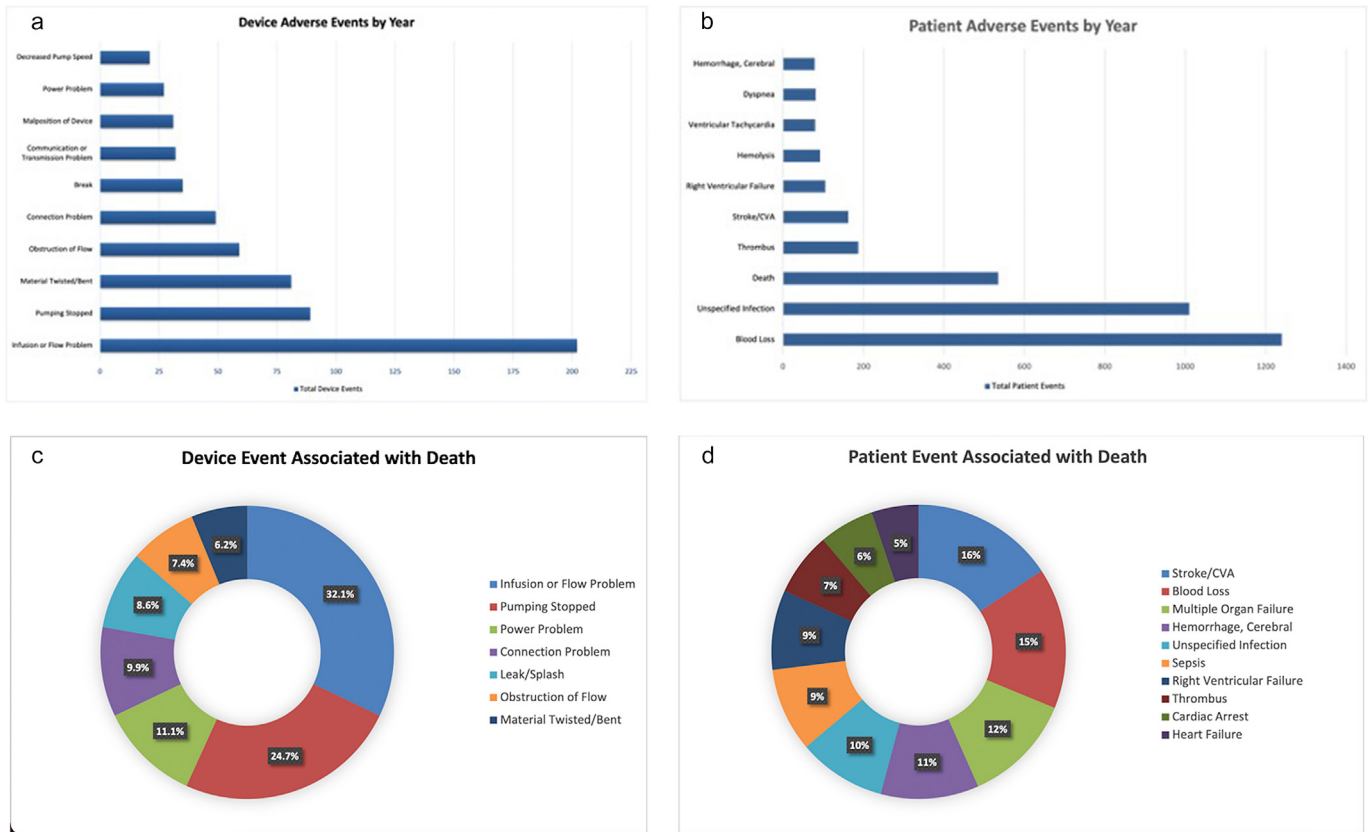 a
Device Adverse Events by Year
Decreased Pump Speed
Power Problem
Malposition of Device
Communication or
Transmission Problem
Break
Connection Problem
Obstruction of Flow
Material Twisted/Bent
Pumping Stopped
Infusion or Flow Problem
0 25 50 75 100 125 150 175 200 225
Total Device Events
b
Patient Adverse Events by Year
Hemorrhage, Cerebral
Dyspnea
Ventricular Tachycardia
Hemolysis
Right Ventricular Failure
Stroke/CVA
Thrombus
Death
Unspecified Infection
Blood Loss
0 200 400 600 800 1000 1200 1400
Total Patient Events
c
Device Event Associated with Death
32.1%
24.7%
11.1%
9.9%
8.6%
7.4%
6.2%
Infusion or Flow Problem
Pumping Stopped
Power Problem
Connection Problem
Leak/Splash
Obstruction of Flow
Material Twisted/Bent
d
Patient Event Associated with Death
16%
15%
12%
11%
10%
9%
9%
7%
6%
5%
Stroke/CVA
Blood Loss
Multiple Organ Failure
Hemorrhage, Cerebral
Unspecified Infection
Sepsis
Right Ventricular Failure
Thrombus
Cardiac Arrest
Heart Failure